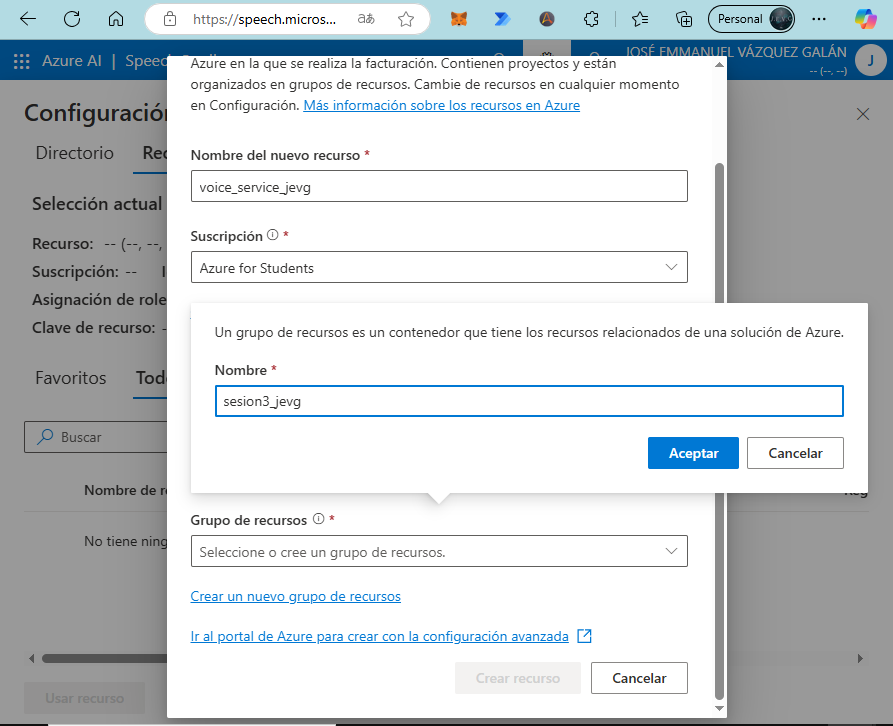 https://speech.micros...
aあ
Personal
Azure AI | Speech
JOSÉ EMMANUEL VÁZQUEZ GALÁN
-- (--, --)
J
Configuración
Directorio
Selección actual
Recurso: -- (--, --,
Suscripción: --
Asignación de role
Clave de recurso: -
Favoritos
Buscar
Nombre de re
No tiene ning
Usar recurso
Azure en la que se realiza la facturación. Contienen proyectos y están
organizados en grupos de recursos. Cambie de recursos en cualquier momento
en Configuración. Más información sobre los recursos en Azure
Nombre del nuevo recurso *
voice_service_jevg
Suscripción *
Azure for Students
Un grupo de recursos es un contenedor que tiene los recursos relacionados de una solución de Azure.
Nombre *
sesion3_jevg
Aceptar
Cancelar
Grupo de recursos *
Seleccione o cree un grupo de recursos.
Crear un nuevo grupo de recursos
Ir al portal de Azure para crear con la configuración avanzada
Crear recurso
Cancelar